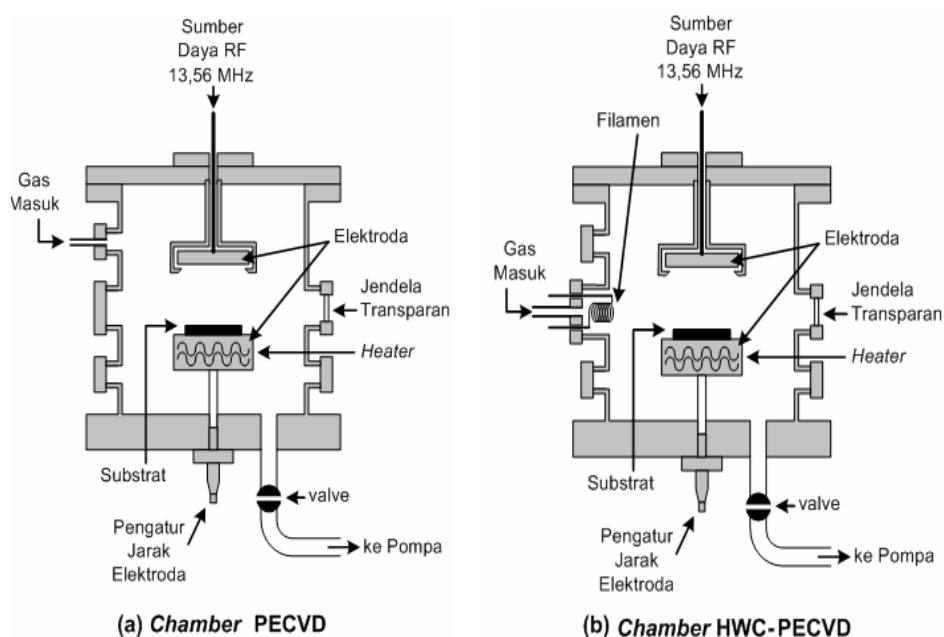 Sumber
Daya RF
13,56 MHz
Gas
Masuk
Elektroda
Jendela
Transparan
Heater
Substrat
valve
Pengatur
Jarak
Elektroda
ke Pompa
(a) Chamber PECVD
Sumber
Daya RF
13,56 MHz
Filamen
Gas
Masuk
Elektroda
Jendela
Transparan
Heater
Substrat
valve
Pengatur
Jarak
Elektroda
ke Pompa
(b) Chamber HWC-PECVD